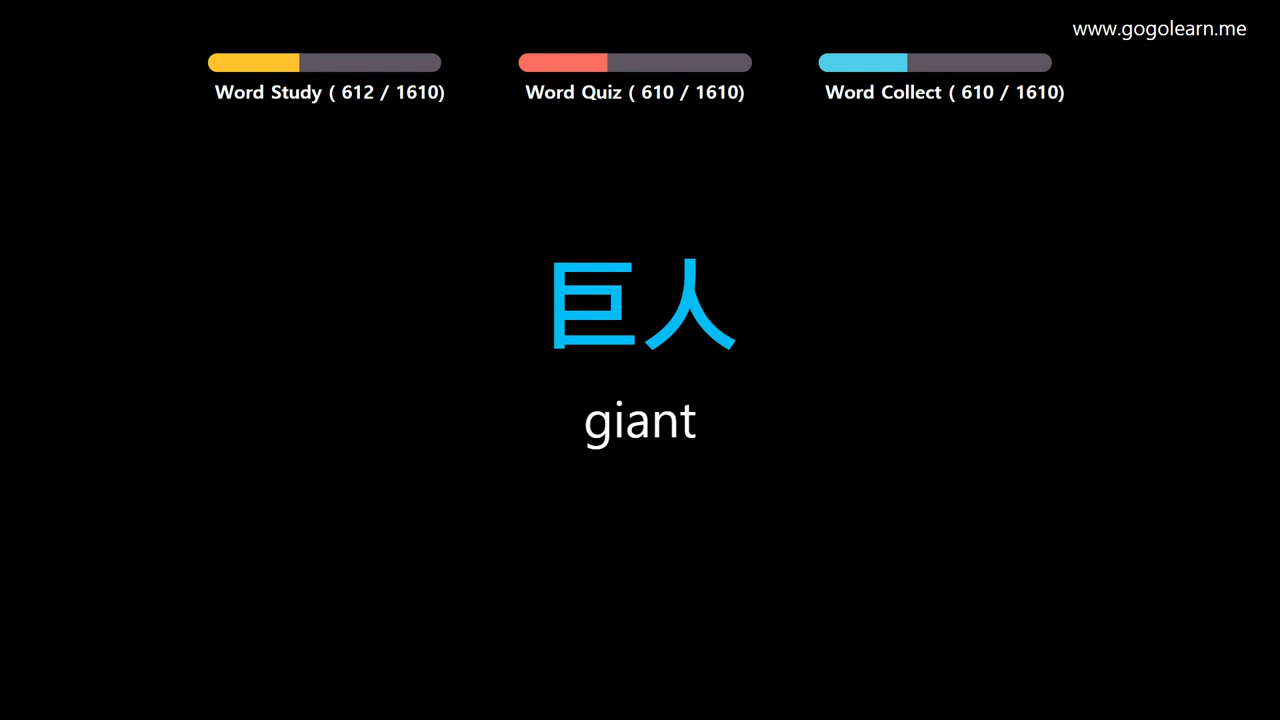 www.gogolearn.me
Word Study ( 612 / 1610)
Word Quiz ( 610 / 1610)
Word Collect ( 610 / 1610)
巨人
giant